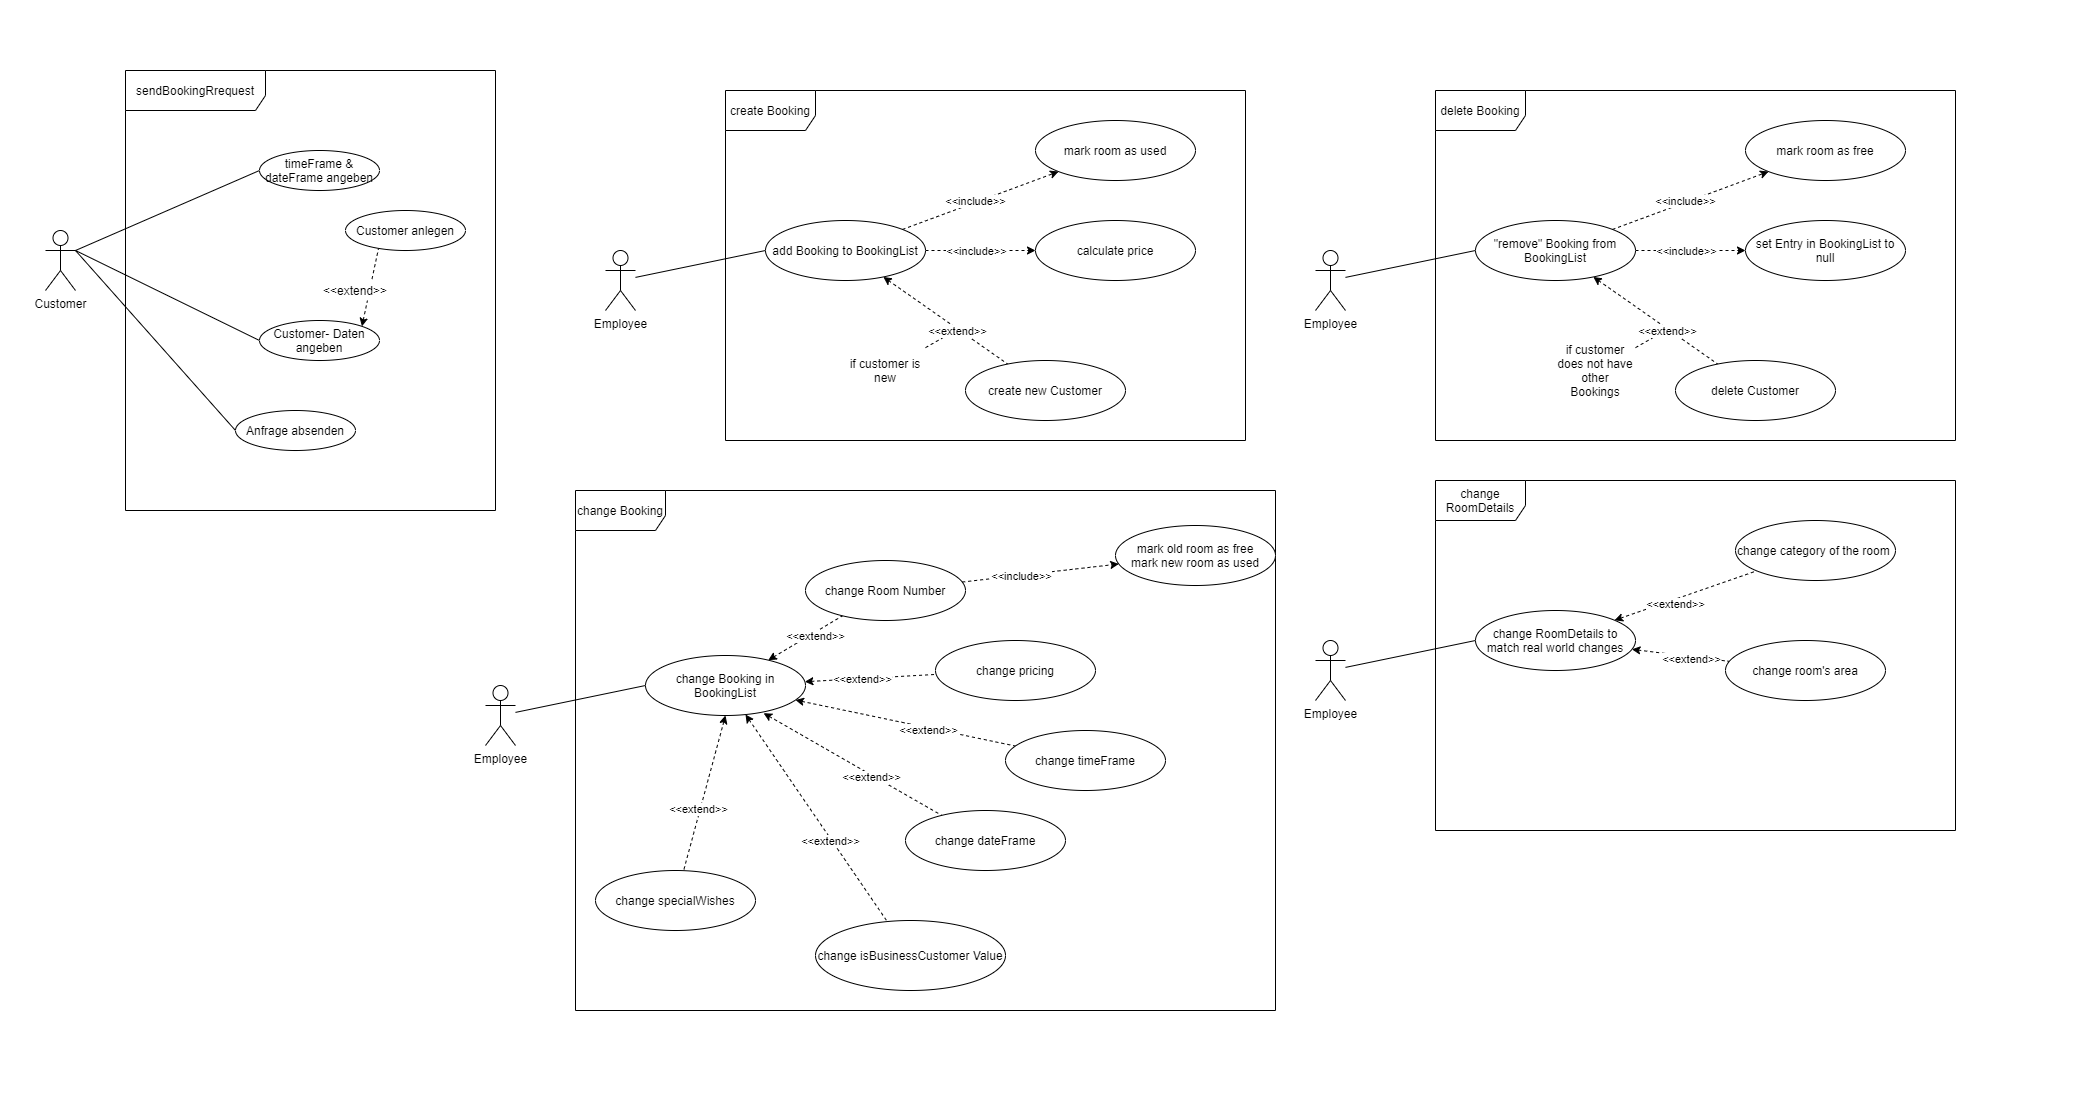 sendBookingRrequest
timeFrame &
dateFrame angeben
Customer anlegen
<<extend>>
Customer- Daten
angeben
Anfrage absenden
Customer
create Booking
mark room as used
<<include>>
add Booking to BookingList
<<include>>
calculate price
<<extend>>
if customer is
new
create new Customer
Employee
delete Booking
mark room as free
<<include>>
"remove" Booking from
BookingList
<<include>>
set Entry in BookingList to
null
<<extend>>
if customer
does not have
other
Bookings
delete Customer
Employee
change Booking
mark old room as free
mark new room as used
<<include>>
change Room Number
<<extend>>
change Booking in
BookingList
<<extend>>
change pricing
<<extend>>
change timeFrame
<<extend>>
change dateFrame
<<extend>>
change specialWishes
<<extend>>
change isBusinessCustomer Value
Employee
change
RoomDetails
change category of the room
<<extend>>
change RoomDetails to
match real world changes
<<extend>>
change room's area
Employee